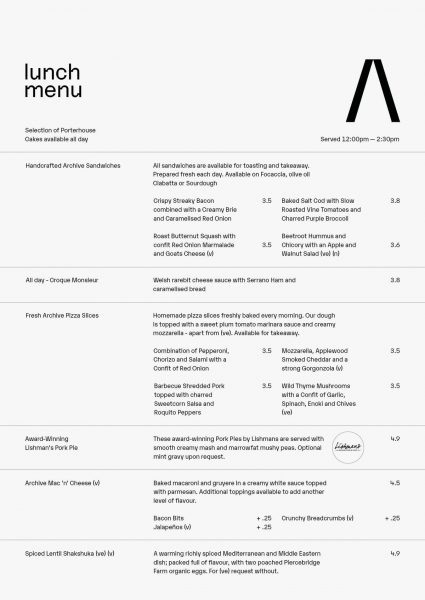 lunch
menu
Selection of Porterhouse
Cakes available all day
Served 12:00pm — 2:30pm
Handcrafted Archive Sandwiches
All sandwiches are available for toasting and takeaway.
Prepared fresh each day. Available on Focaccia, olive oil
Ciabatta or Sourdough
Crispy Streaky Bacon
combined with a Creamy Brie
and Caramelised Red Onion
3.5
Baked Salt Cod with Slow
Roasted Vine Tomatoes and
Charred Purple Broccoli
3.8
Roast Butternut Squash with
confit Red Onion Marmalade
and Goats Cheese (v)
3.5
Beetroot Hummus and
Chicory with an Apple and
Walnut Salad (ve) (n)
3.6
All day - Croque Monsieur
Welsh rarebit cheese sauce with Serrano Ham and
caramelised bread
3.8
Fresh Archive Pizza Slices
Homemade pizza slices freshly baked every morning. Our dough
is topped with a sweet plum tomato marinara sauce and creamy
mozzarella - apart from (ve). Available for takeaway.
Combination of Pepperoni,
Chorizo and Salami with a
Confit of Red Onion
3.5
Mozzarella, Applewood
Smoked Cheddar and a
strong Gorgonzola (v)
3.5
Barbecue Shredded Pork
topped with charred
Sweetcorn Salsa and
Roquito Peppers
3.5
Wild Thyme Mushrooms
with a Confit of Garlic,
Spinach, Enoki and Chives
(ve)
3.5
Award-Winning
Lishman's Pork Pie
These award-winning Pork Pies by Lishmans are served with
smooth creamy mash and marrowfat mushy peas. Optional
mint gravy upon request.
Lishmans
4.9
Archive Mac 'n' Cheese (v)
Baked macaroni and gruyere in a creamy white sauce topped
with parmesan. Additional toppings available to add another
level of flavour.
4.5
Bacon Bits + .25
Jalapeños (v) + .25
Crunchy Breadcrumbs (v) + .25
Spiced Lentil Shakshuka (ve) (v)
A warming richly spiced Mediterranean and Middle Eastern
dish; packed full of flavour, with two poached Piercebridge
Farm organic eggs. For (ve) request without.
4.9